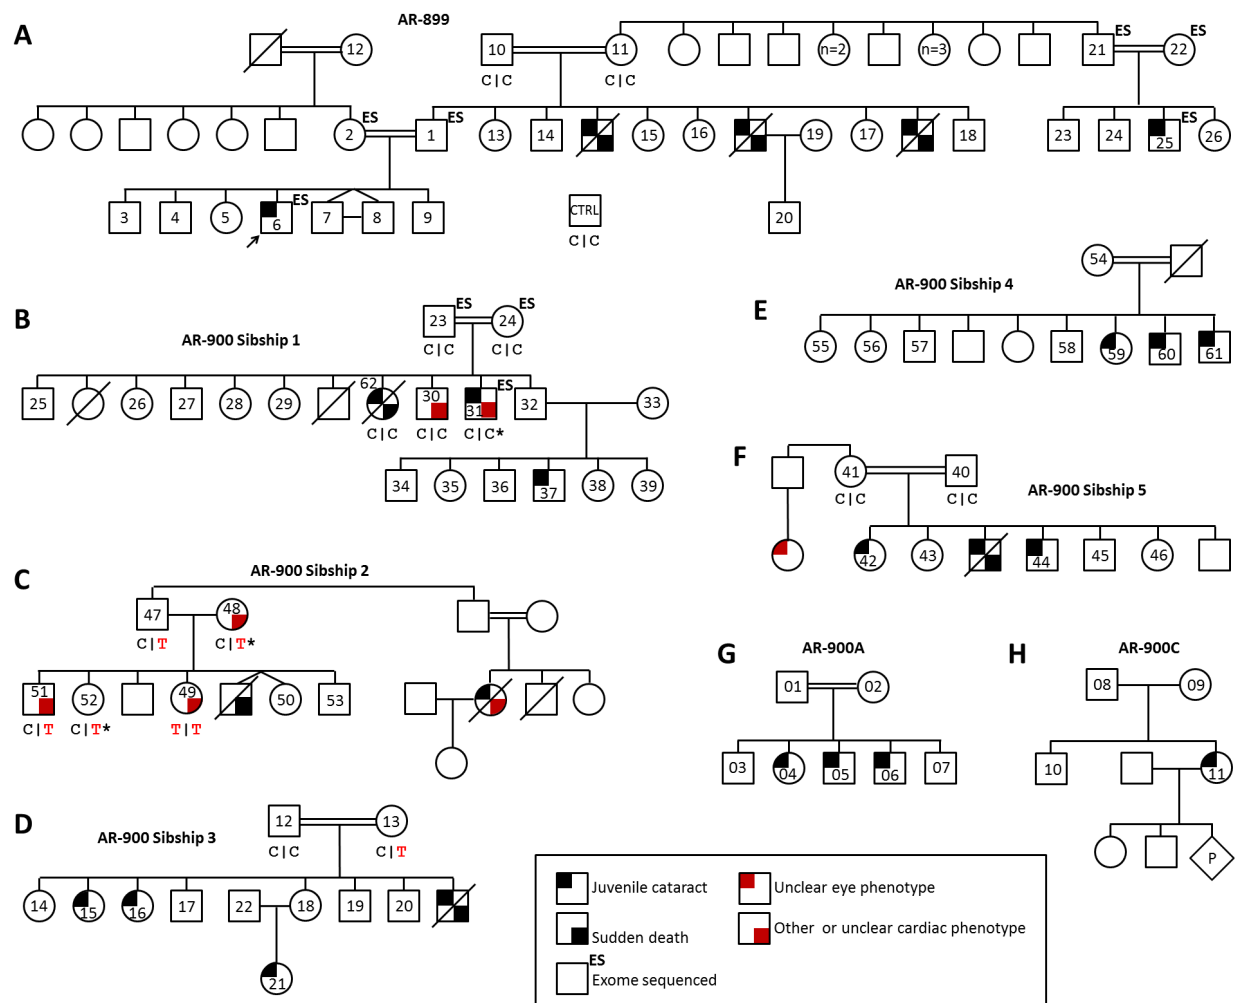 AR-899
A
12
10
11
n=2
n=3
ES
21
ES
22
C|C
C|C
ES
2
ES
1
13
14
15
16
19
17
18
23
24
ES
25
26
3
4
5
ES
6
7
8
9
CTRL
C|C
20
B
AR-900 Sibship 1
ES
23
ES
24
C|C
C|C
25
26
27
28
29
62
30
ES
31
32
33
C|C
C|C
C|C*
34
35
36
37
38
39
E
AR-900 Sibship 4
54
55
56
57
58
59
60
61
F
41
40
C|C
C|C
AR-900 Sibship 5
42
43
44
45
46
C
AR-900 Sibship 2
47
48
C|T
C|T*
51
52
49
50
53
C|T
C|T*
T|T
G
AR-900A
01
02
03
04
05
06
07
H
AR-900C
08
09
10
11
P
D
AR-900 Sibship 3
12
13
C|C
C|T
14
15
16
17
22
18
19
20
21
Juvenile cataract
Unclear eye phenotype
Sudden death
Other or unclear cardiac phenotype
ES
Exome sequenced